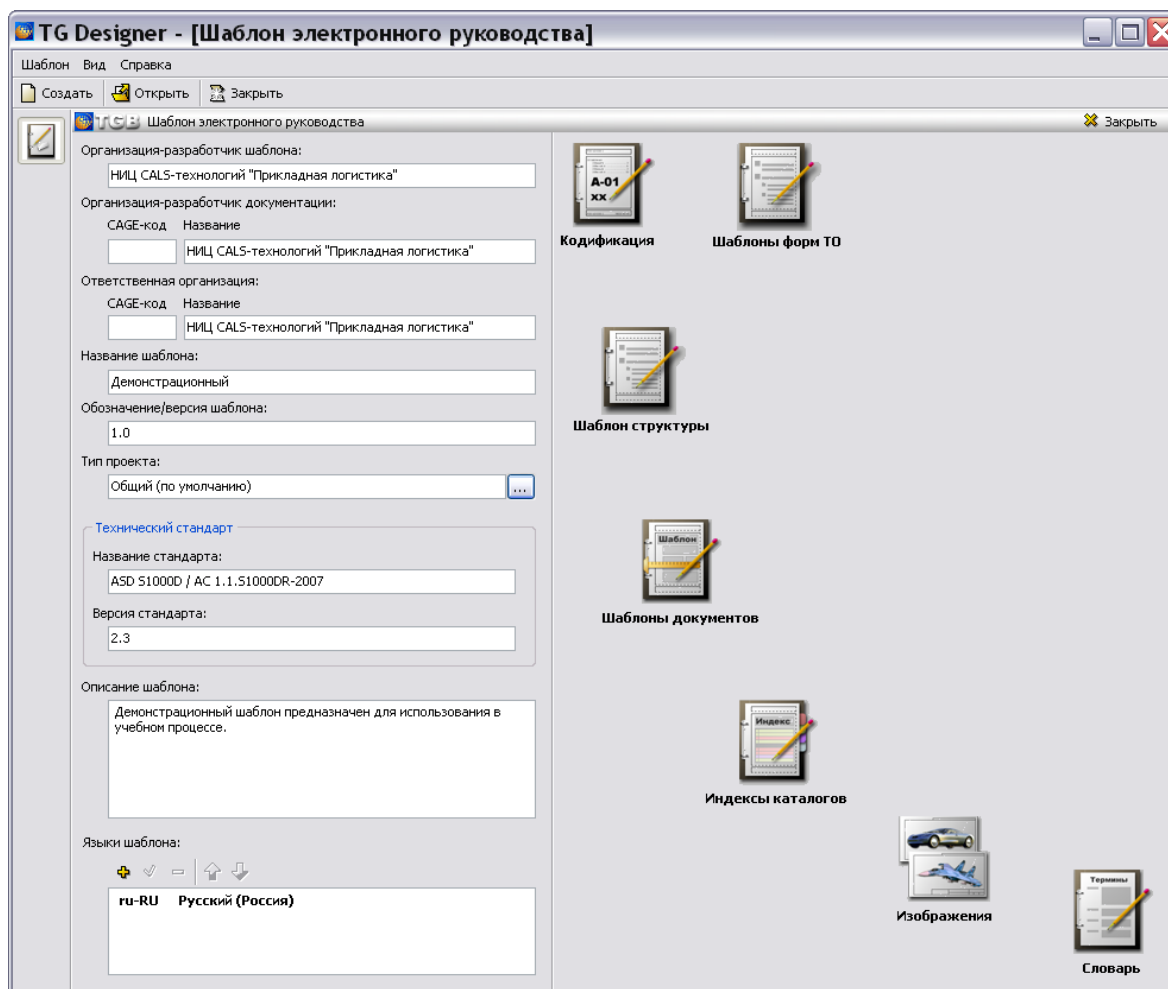 TG Designer - [Шаблон электронного руководства]
Шаблон Вид Справка
Создать Открыть Закрыть
TGB Шаблон электронного руководства Закрыть
Организация-разработчик шаблона:
НИЦ CALS-технологий "Прикладная логистика"
Организация-разработчик документации:
CAGE-код Название
НИЦ CALS-технологий "Прикладная логистика"
Ответственная организация:
CAGE-код Название
НИЦ CALS-технологий "Прикладная логистика"
Название шаблона:
Демонстрационный
Обозначение/версия шаблона:
1.0
Тип проекта:
Общий (по умолчанию)
...
Технический стандарт
Название стандарта:
ASD S1000D / AC 1.1.S1000DR-2007
Версия стандарта:
2.3
Описание шаблона:
Демонстрационный шаблон предназначен для использования в
учебном процессе.
Языки шаблона:
ru-RU Русский (Россия)
A-01
xx
Кодификация
Шаблоны форм ТО
Шаблон структуры
Шаблон
Шаблоны документов
Индекс
Индексы каталогов
Изображения
Термины
Словарь